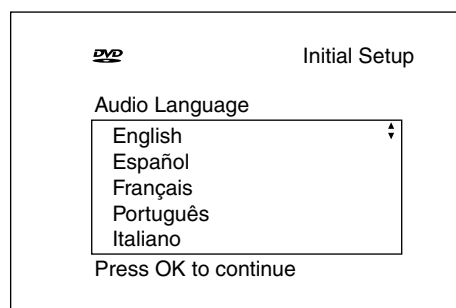 DVD
Initial Setup
Audio Language
English
Español
Français
Português
Italiano
Press OK to continue